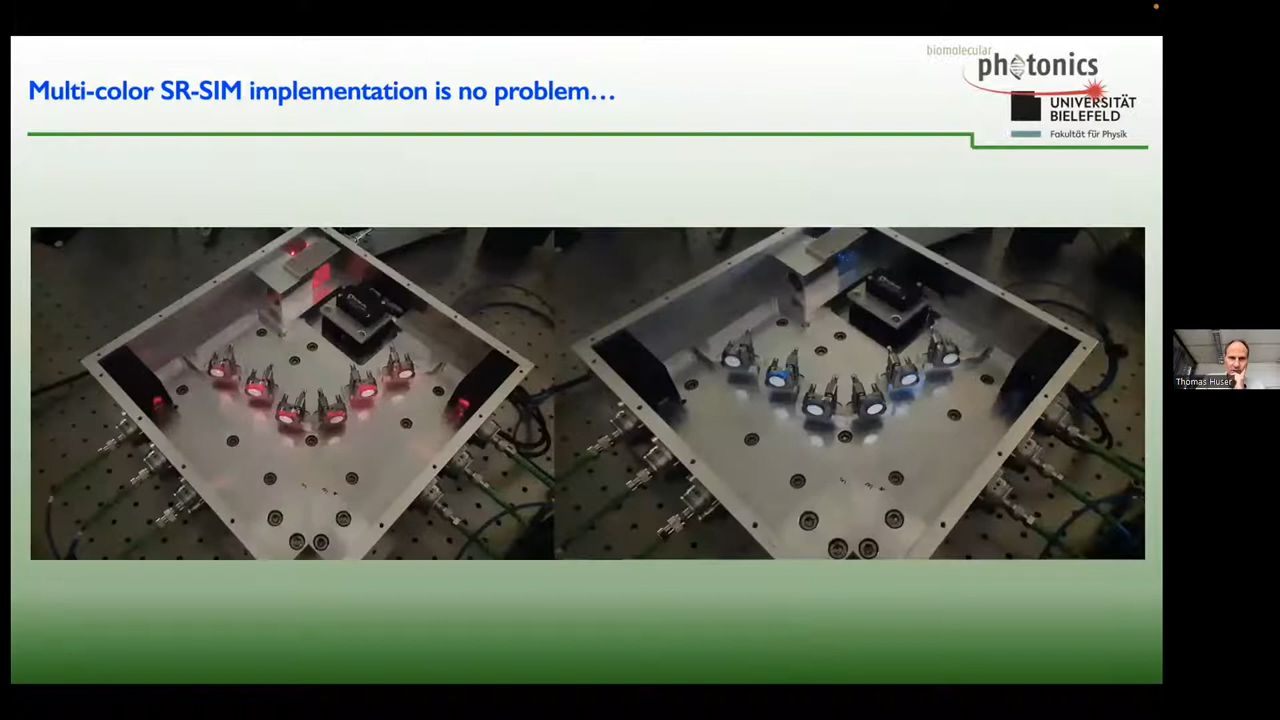 Multi-color SR-SIM implementation is no problem…
biomolecular
photonics
UNIVERSITÄT
BIELEFELD
Fakultät für Physik
Thomas Huser